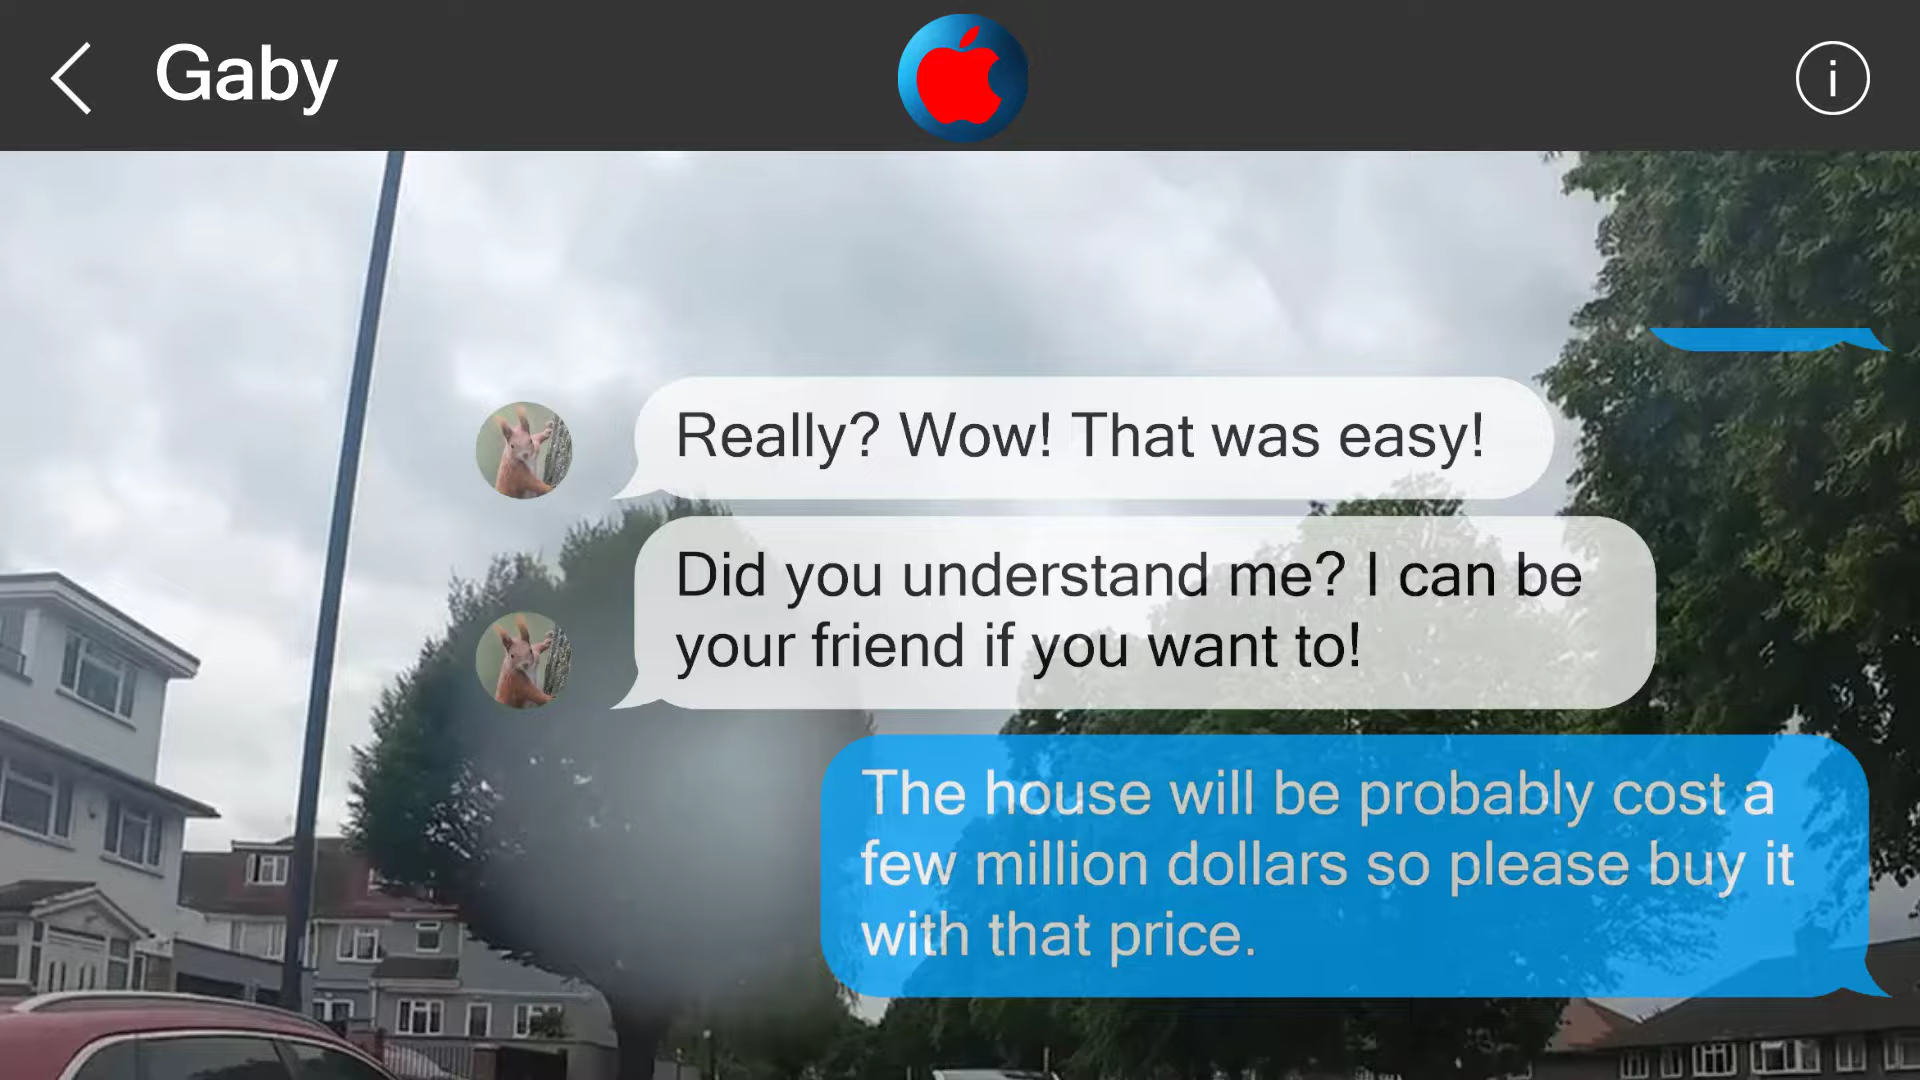 Gaby
Really? Wow! That was easy!
Did you understand me? I can be
your friend if you want to!
The house will be probably cost a
few million dollars so please buy it
with that price.